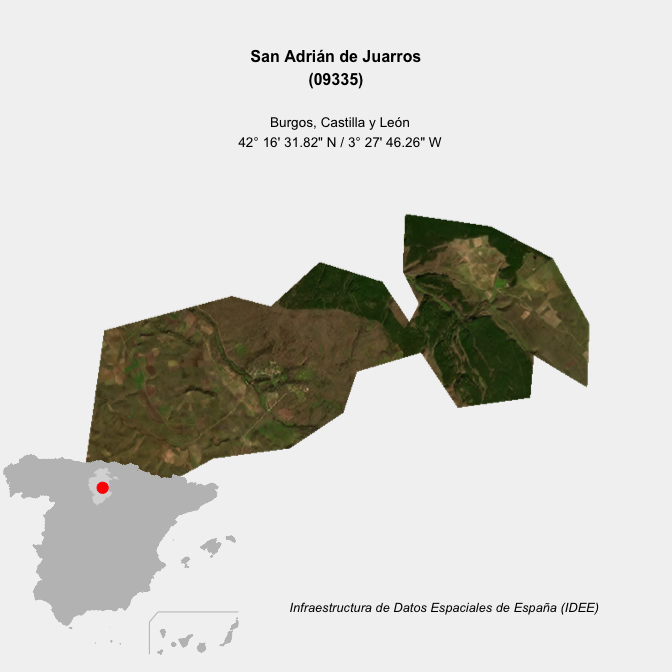 San Adrián de Juarros
(09335)
Burgos, Castilla y León
42° 16' 31.82" N / 3° 27' 46.26" W
Infraestructura de Datos Espaciales de España (IDEE)